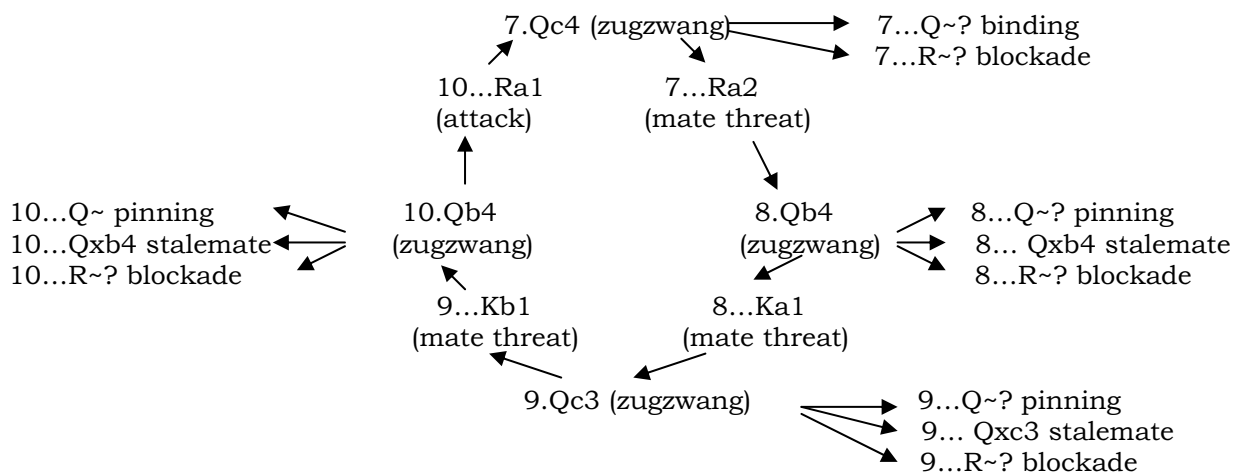 7.Qc4 (zugzwang)
7…Q~? binding
7…R~? blockade
10…Ra1
(attack)
7…Ra2
(mate threat)
10…Q~ pinning
10…Qxb4 stalemate
10…R~? blockade
10.Qb4
(zugzwang)
8.Qb4
(zugzwang)
8…Q~? pinning
8… Qxb4 stalemate
8…R~? blockade
9…Kb1
(mate threat)
8…Ka1
(mate threat)
9.Qc3 (zugzwang)
9…Q~? pinning
9… Qxc3 stalemate
9…R~? blockade